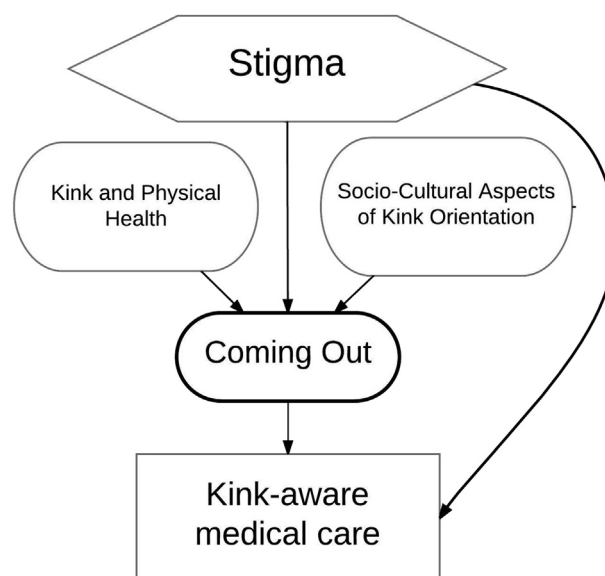 Stigma
Kink and Physical
Health
Socio-Cultural Aspects
of Kink Orientation
Coming Out
Kink-aware
medical care